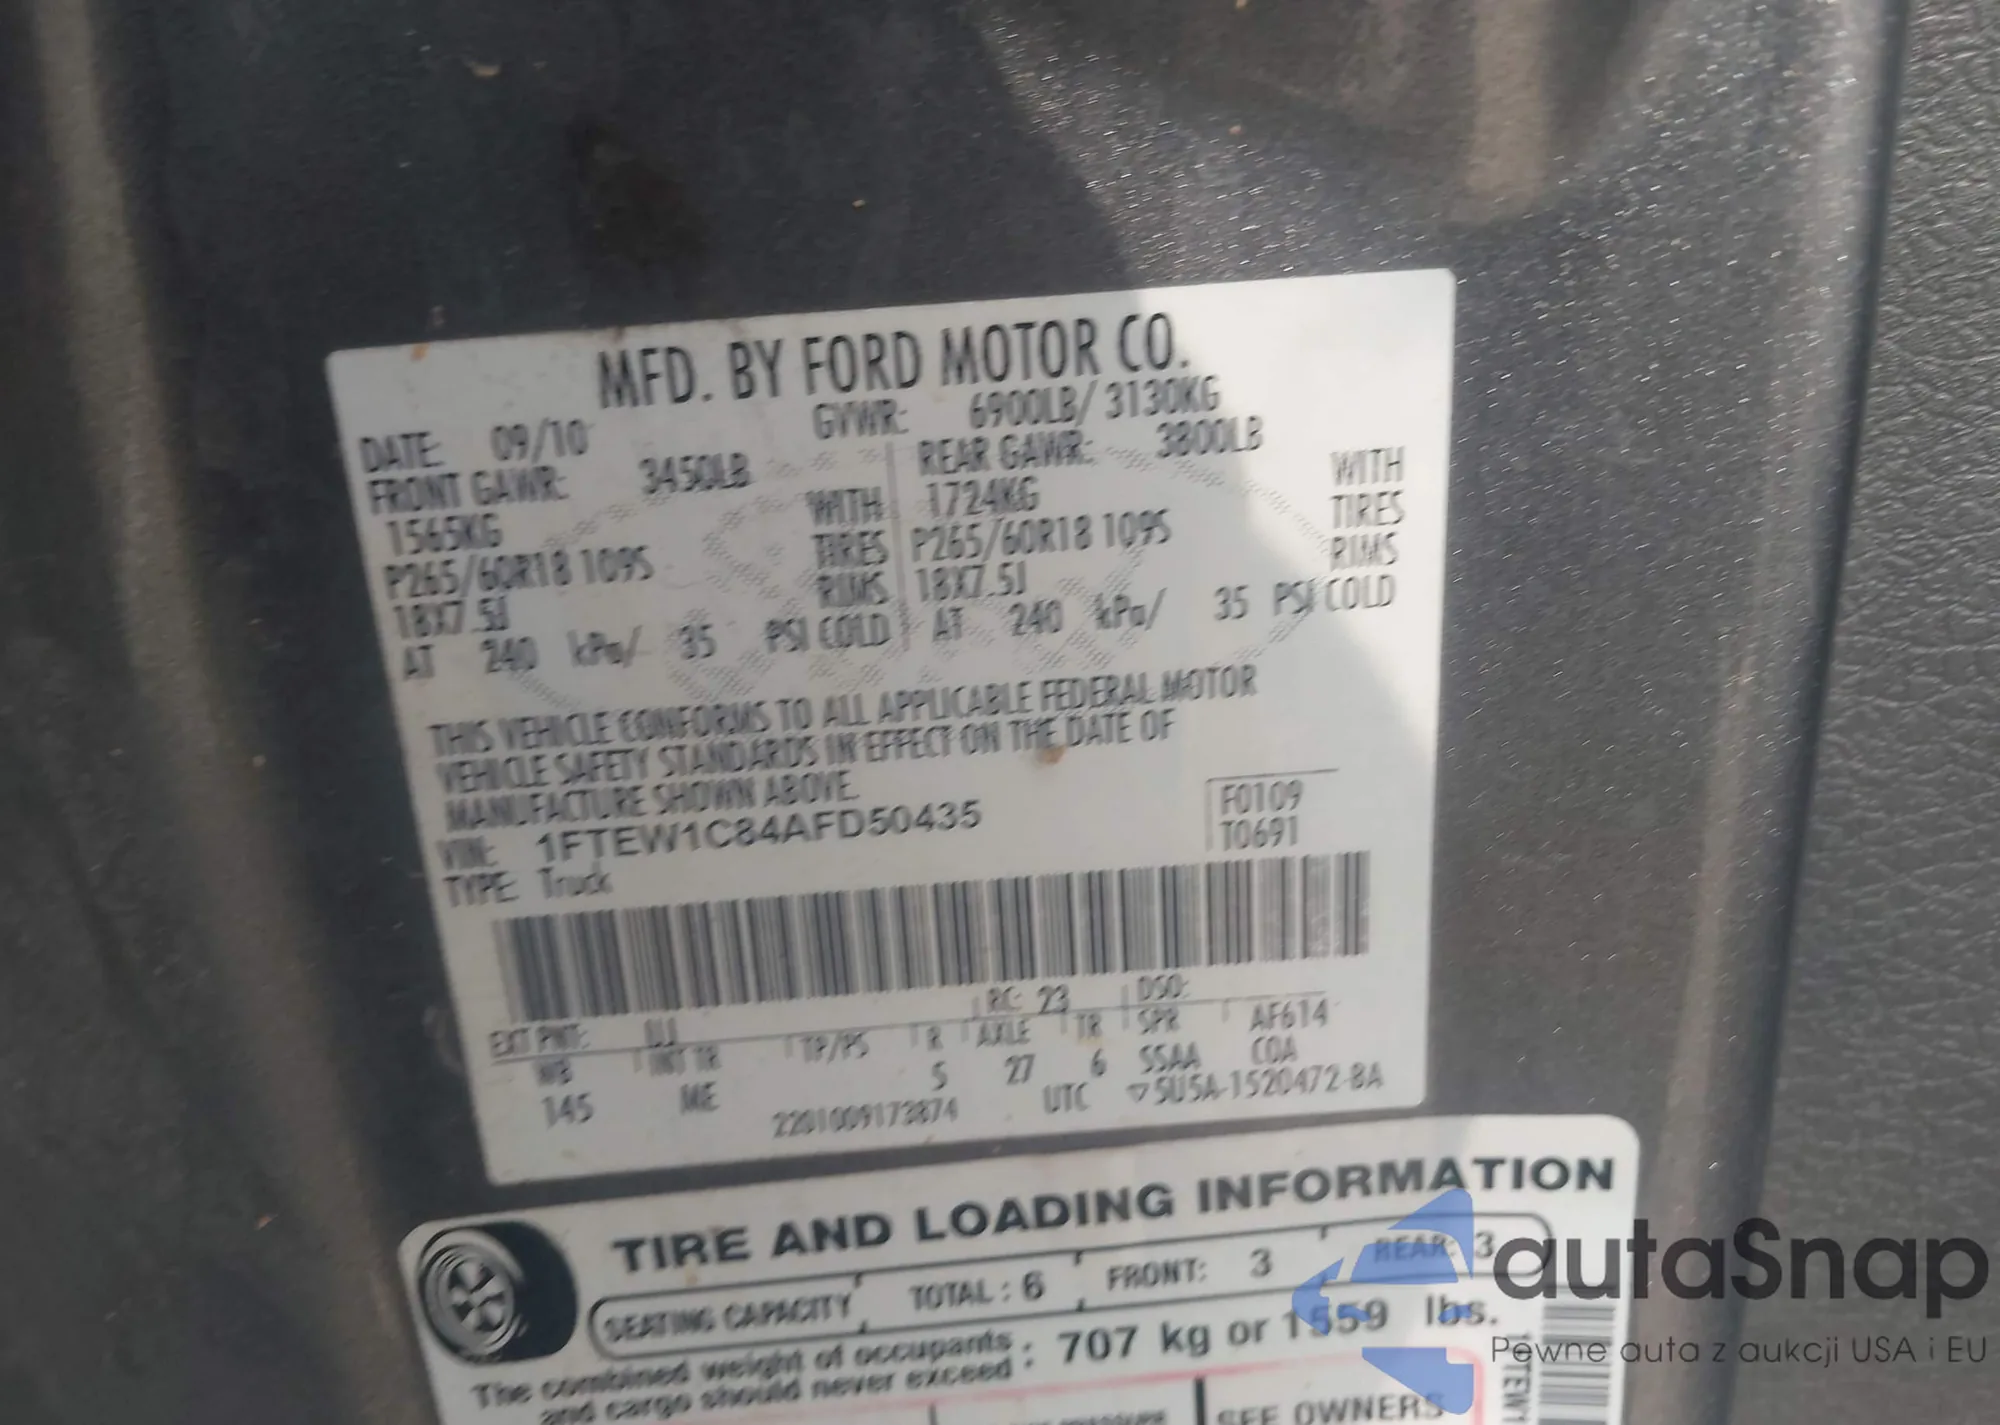 MFD. BY FORD MOTOR CO.
DATE: 09/10 GVWR: 6900LB/ 3130KG
FRONT GAWR: 3450LB REAR GAWR: 3800LB
1565KG WITH 1724KG WITH
P265/60R18 109S TIRES P265/60R18 109S TIRES
18X7.5J RIMS 18X7.5J RIMS
AT 240 kPa/ 35 PSI COLD AT 240 kPa/ 35 PSI COLD
THIS VEHICLE CONFORMS TO ALL APPLICABLE FEDERAL MOTOR
VEHICLE SAFETY STANDARDS IN EFFECT ON THE DATE OF
MANUFACTURE SHOWN ABOVE.
VIN: 1FTEW1C84AFD50435 F0109
TYPE: Truck T0691
EXT PNT: UJ RC: 23 DSO:
WB INT TR TP/PS R AXLE TR SPR AF614
145 ME 5 27 6 SSAA COA
2201009173874 UTC ▽5U5A-1520472-BA
TIRE AND LOADING INFORMATION
SEATING CAPACITY TOTAL : 6 FRONT: 3 REAR: 3
The combined weight of occupants
and cargo should never exceed : 707 kg or 1559 lbs.
SEE OWNERS
1FTEW1
autaSnap
Pewne auta z aukcji USA i EU